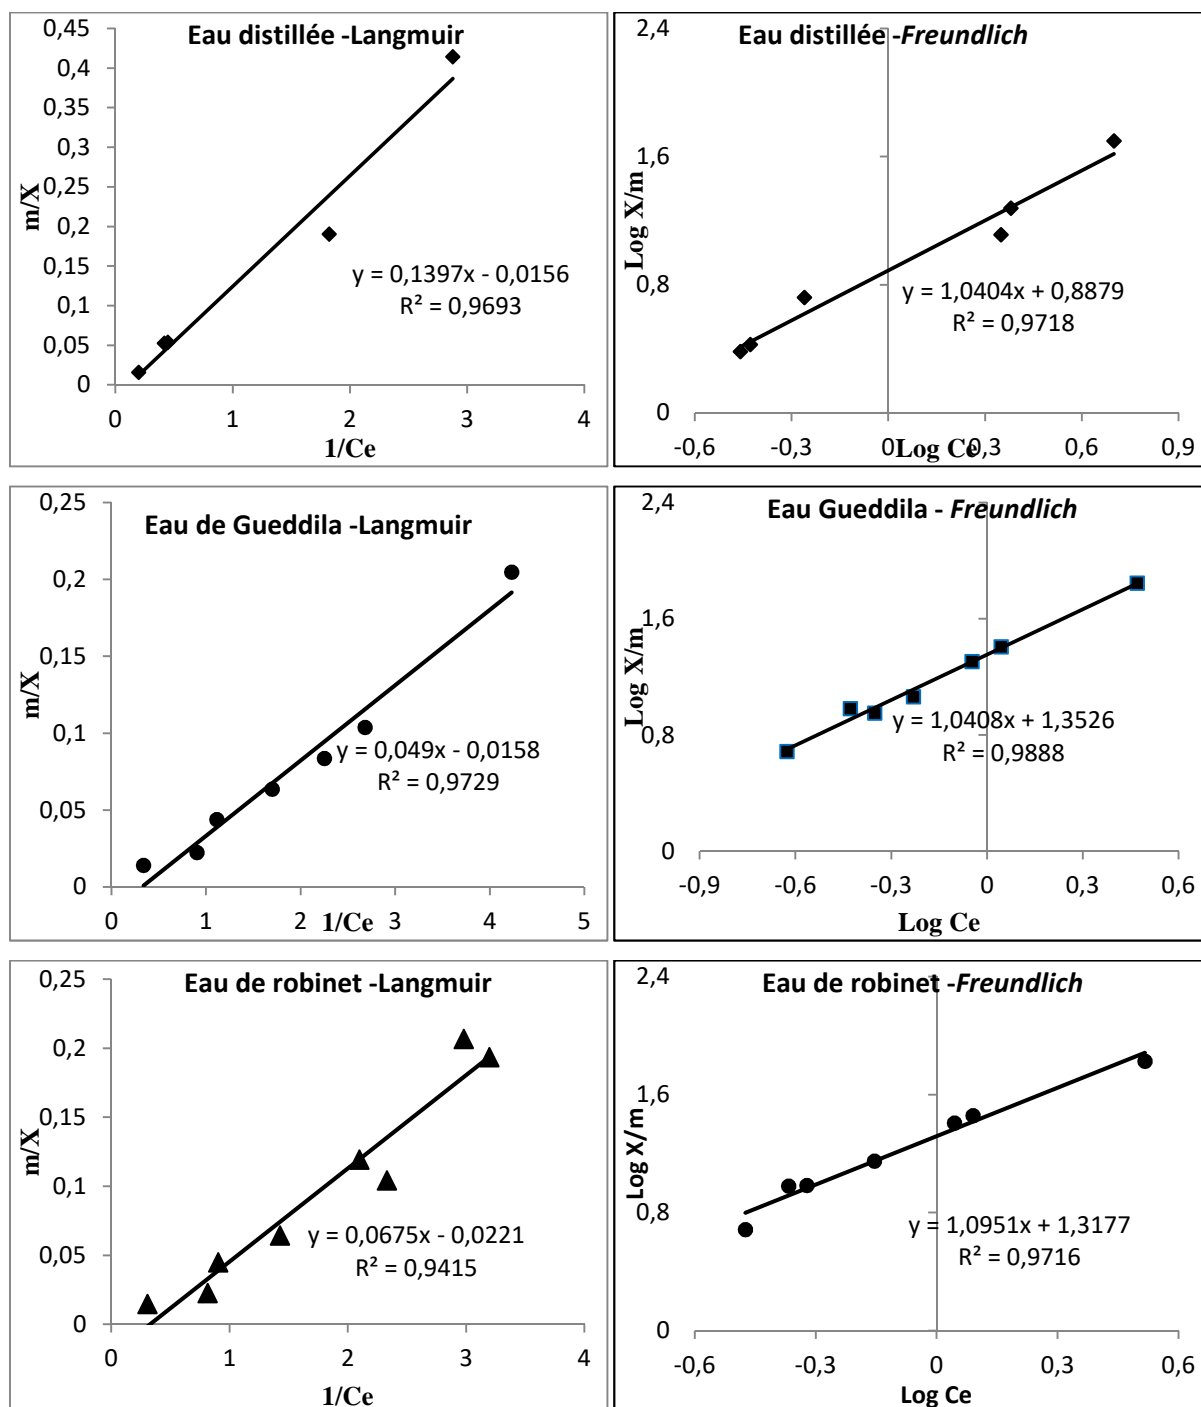 Eau distillée -Langmuir
0,45
0,4
0,35
0,3
0,25
0,2
0,15
0,1
0,05
0
m/X
y = 0,1397x - 0,0156
R² = 0,9693
0 1 2 3 4
1/Ce
Eau distillée -Freundlich
2,4
1,6
0,8
0
Log X/m
y = 1,0404x + 0,8879
R² = 0,9718
-0,6 -0,3 0 0,3 0,6 0,9
Log Ce
Eau de Gueddila -Langmuir
0,25
0,2
0,15
0,1
0,05
0
m/X
y = 0,049x - 0,0158
R² = 0,9729
0 1 2 3 4 5
1/Ce
Eau Gueddila - Freundlich
2,4
1,6
0,8
0
Log X/m
y = 1,0408x + 1,3526
R² = 0,9888
-0,9 -0,6 -0,3 0 0,3 0,6
Log Ce
Eau de robinet -Langmuir
0,25
0,2
0,15
0,1
0,05
0
m/X
y = 0,0675x - 0,0221
R² = 0,9415
0 1 2 3 4
1/Ce
Eau de robinet -Freundlich
2,4
1,6
0,8
0
Log X/m
y = 1,0951x + 1,3177
R² = 0,9716
-0,6 -0,3 0 0,3 0,6
Log Ce